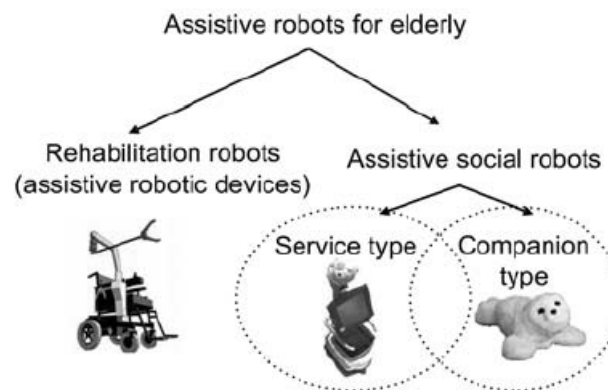 Assistive robots for elderly
Rehabilitation robots
(assistive robotic devices)
Assistive social robots
Service type
Companion
type